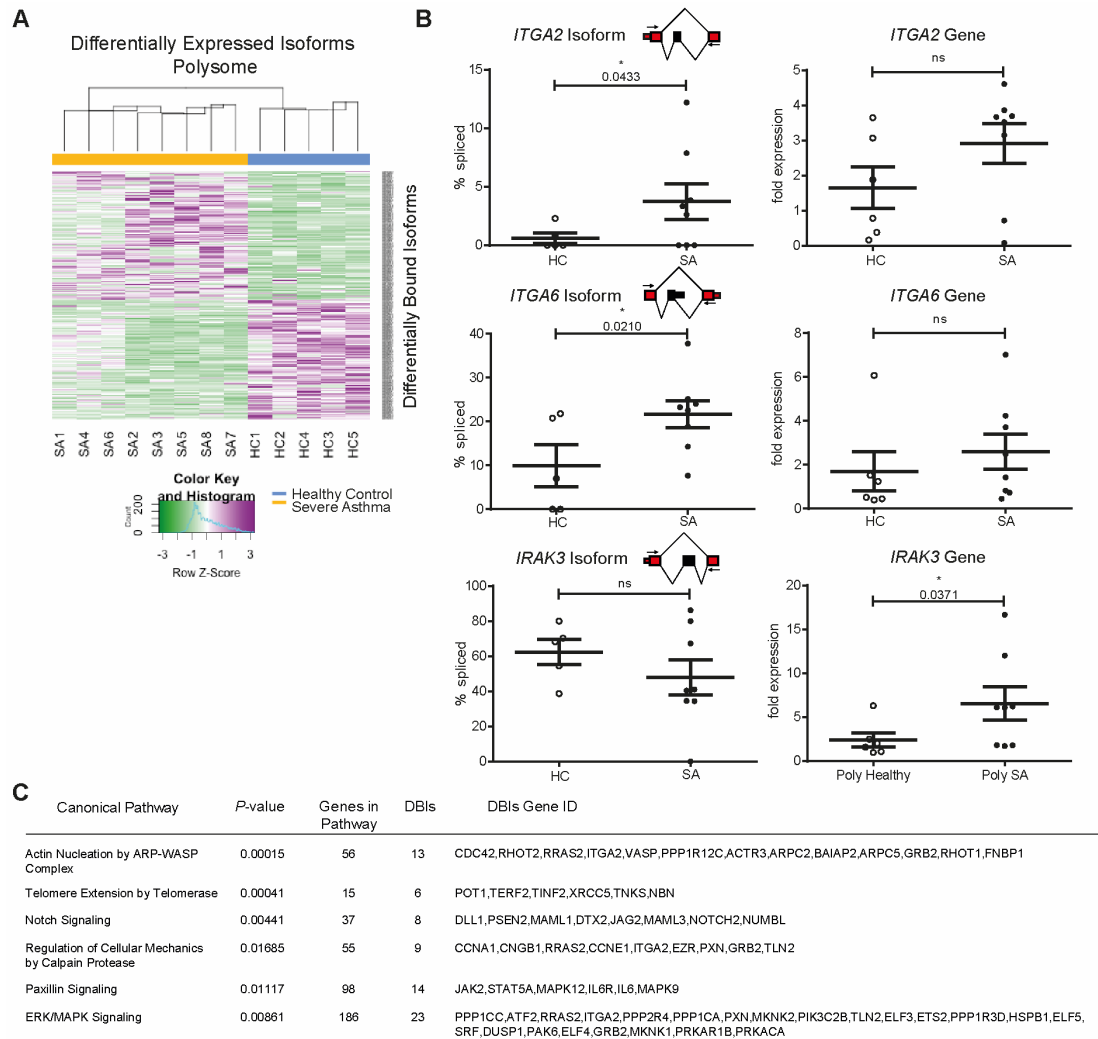 A
Differentially Expressed Isoforms
Polysome
Differentially Bound Isoforms
SA1
SA4
SA6
SA2
SA3
SA5
SA8
SA7
HC1
HC2
HC4
HC3
HC5
Color Key
and Histogram
Count
0
200
-3
-1
1
3
Row Z-Score
Healthy Control
Severe Asthma
B
ITGA2 Isoform
*
0.0433
% spliced
15
10
5
0
HC
SA
ITGA2 Gene
ns
fold expression
5
4
3
2
1
0
HC
SA
ITGA6 Isoform
*
0.0210
% spliced
40
30
20
10
0
HC
SA
ITGA6 Gene
ns
fold expression
8
6
4
2
0
HC
SA
IRAK3 Isoform
ns
% spliced
100
80
60
40
20
0
HC
SA
IRAK3 Gene
*
0.0371
fold expression
20
15
10
5
0
Poly Healthy
Poly SA
C
Canonical Pathway P-value Genes in DBIs DBIs Gene ID
Pathway
Actin Nucleation by ARP-WASP 0.00015 56 13 CDC42,RHOT2,RRAS2,ITGA2,VASP,PPP1R12C,ACTR3,ARPC2,BAIAP2,ARPC5,GRB2,RHOT1,FNBP1
Complex
Telomere Extension by Telomerase 0.00041 15 6 POT1,TERF2,TINF2,XRCC5,TNKS,NBN
Notch Signaling 0.00441 37 8 DLL1,PSEN2,MAML1,DTX2,JAG2,MAML3,NOTCH2,NUMBL
Regulation of Cellular Mechanics 0.01685 55 9 CCNA1,CNGB1,RRAS2,CCNE1,ITGA2,EZR,PXN,GRB2,TLN2
by Calpain Protease
Paxillin Signaling 0.01117 98 14 JAK2,STAT5A,MAPK12,IL6R,IL6,MAPK9
ERK/MAPK Signaling 0.00861 186 23 PPP1CC,ATF2,RRAS2,ITGA2,PPP2R4,PPP1CA,PXN,MKNK2,PIK3C2B,TLN2,ELF3,ETS2,PPP1R3D,HSPB1,ELF5,
SRF,DUSP1,PAK6,ELF4,GRB2,MKNK1,PRKAR1B,PRKACA